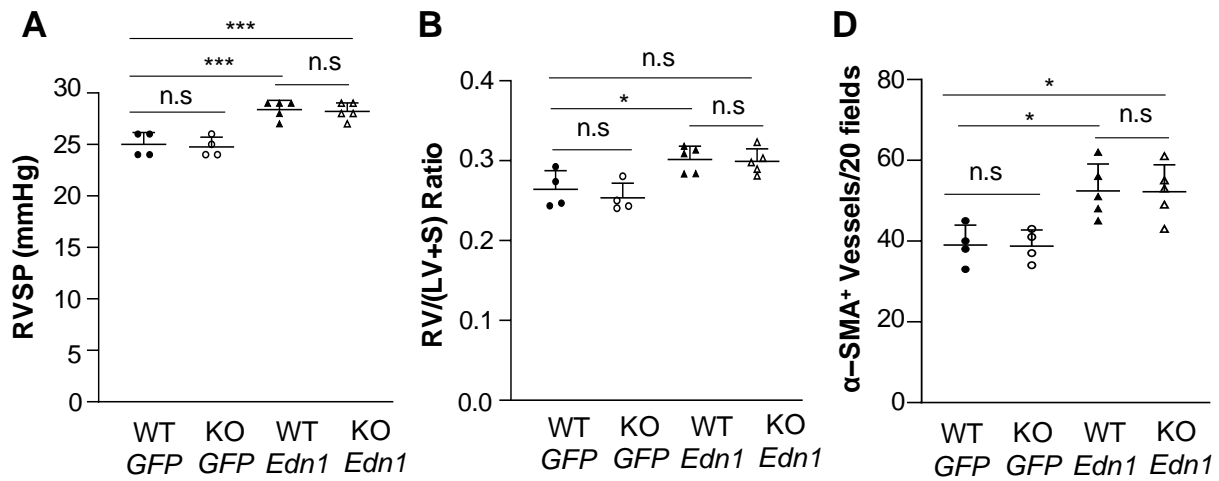 A
RVSP (mmHg)
30
25
20
15
10
5
0
***
***
n.s
n.s
WT KO WT KO
GFP GFP Edn1 Edn1
B
RV/(LV+S) Ratio
0.4
0.3
0.2
0.1
0.0
n.s
*
n.s
n.s
WT KO WT KO
GFP GFP Edn1 Edn1
D
α–SMA⁺ Vessels/20 fields
80
60
40
20
0
*
*
n.s
n.s
WT KO WT KO
GFP GFP Edn1 Edn1